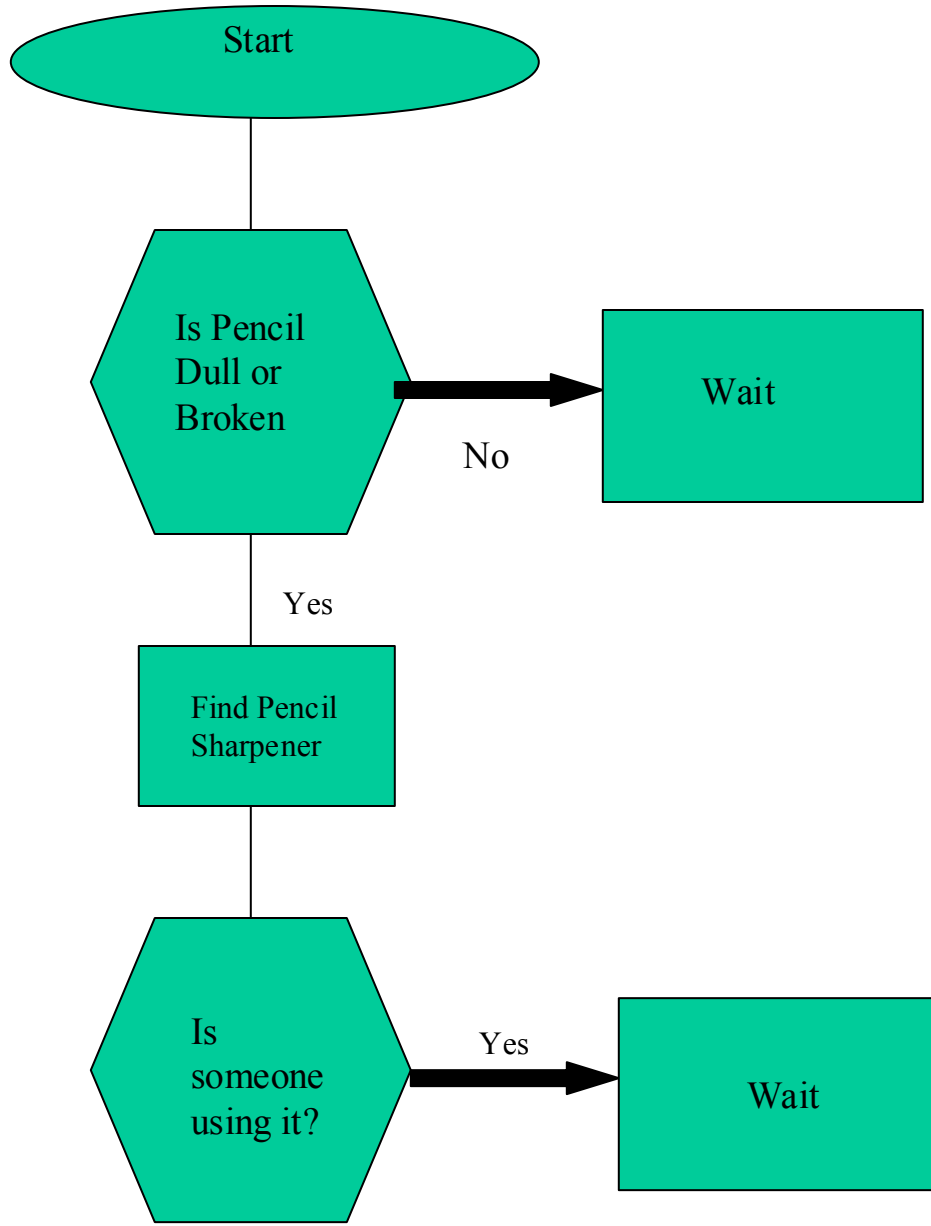 Start
Is Pencil
Dull or
Broken
Wait
No
Yes
Find Pencil
Sharpener
Is
someone
using it?
Yes
Wait